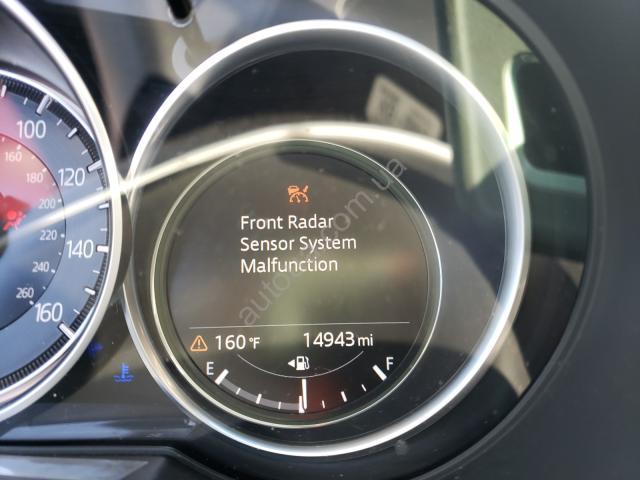 100
160
180
120
200
220
140
240
260
160
Front Radar
Sensor System
Malfunction
160 °F
14943 mi
E
F